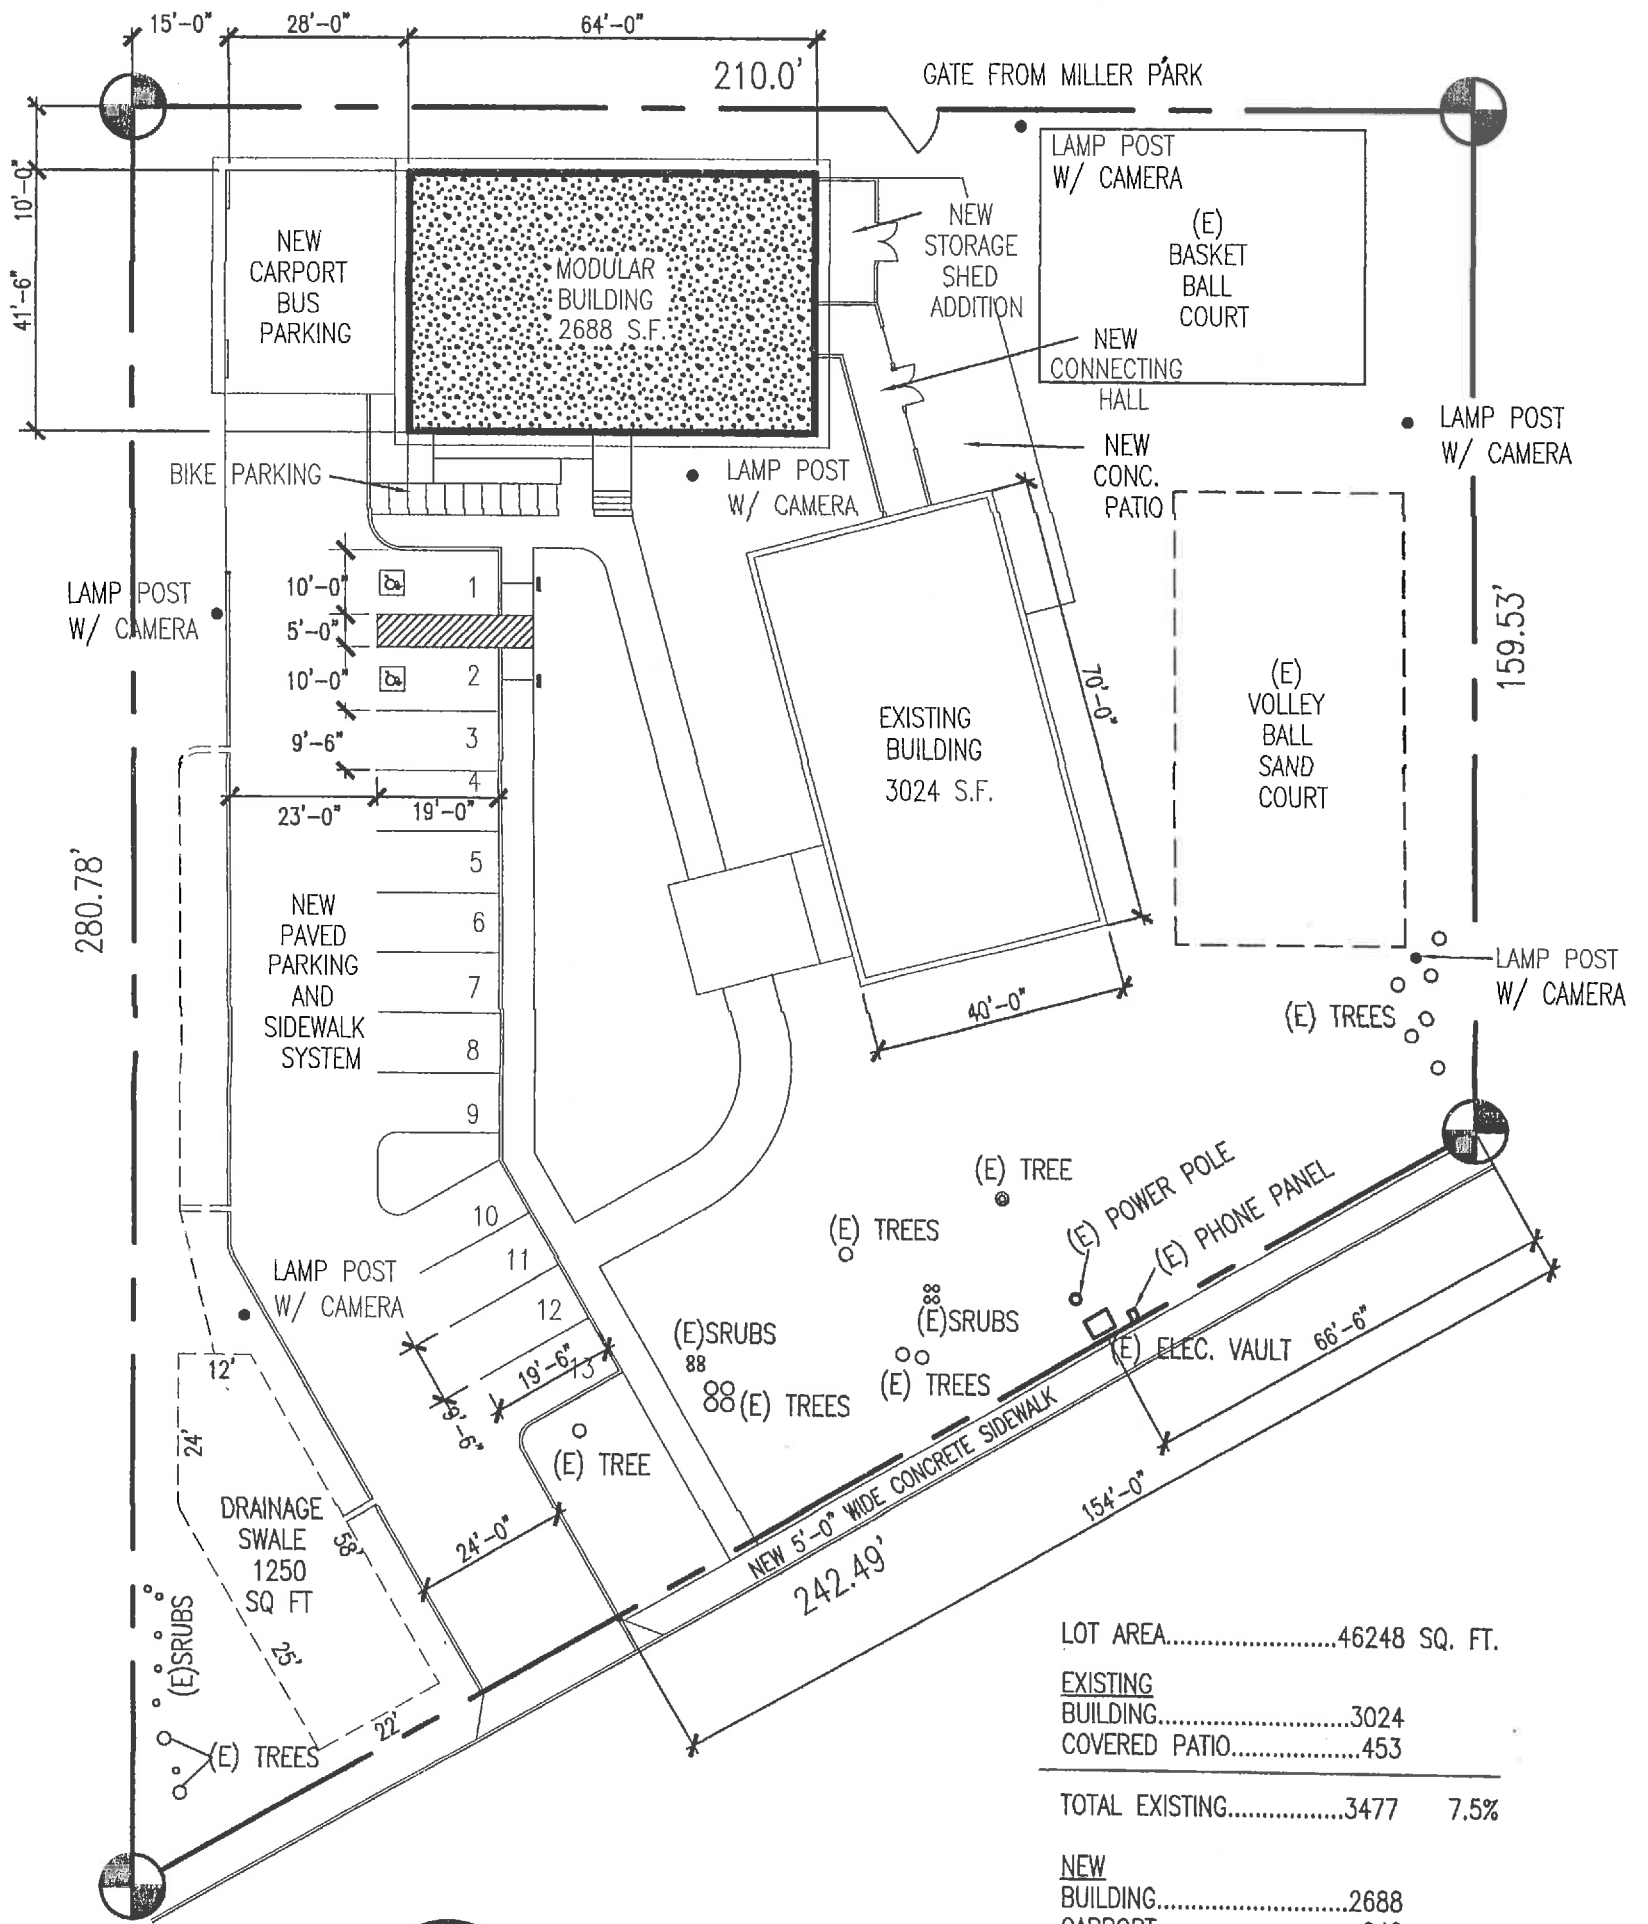 15'-0"
28'-0"
64'-0"
210.0'
GATE FROM MILLER PARK
10'-0"
41'-6"
NEW
CARPORT
BUS
PARKING
MODULAR
BUILDING
2688 S.F.
NEW
STORAGE
SHED
ADDITION
LAMP POST
W/ CAMERA
(E)
BASKET
BALL
COURT
NEW
CONNECTING
HALL
NEW
CONC.
PATIO
LAMP POST
W/ CAMERA
BIKE PARKING
LAMP POST
W/ CAMERA
LAMP POST
W/ CAMERA
10'-0"
5'-0"
10'-0"
9'-6"
1
2
3
4
23'-0"
19'-0"
5
6
7
8
9
280.78'
NEW
PAVED
PARKING
AND
SIDEWALK
SYSTEM
EXISTING
BUILDING
3024 S.F.
70'-0"
40'-0"
(E)
VOLLEY
BALL
SAND
COURT
159.53'
LAMP POST
W/ CAMERA
(E) TREES
10
11
12
13
LAMP POST
W/ CAMERA
19'-6"
9'-6"
(E) TREE
(E) TREES
(E) POWER POLE
(E) PHONE PANEL
(E)SRUBS
(E)SRUBS
(E) TREES
(E) TREES
(E) ELEC. VAULT
66'-6"
154'-0"
(E) TREE
24'-0"
NEW 5'-0" WIDE CONCRETE SIDEWALK
242.49'
12'
24'
DRAINAGE
SWALE
1250
SQ FT
58'
25'
22'
(E)SRUBS
(E) TREES
LOT AREA........................46248 SQ. FT.
EXISTING
BUILDING...........................3024
COVERED PATIO..................453
TOTAL EXISTING.................3477 7.5%
NEW
BUILDING...........................2688